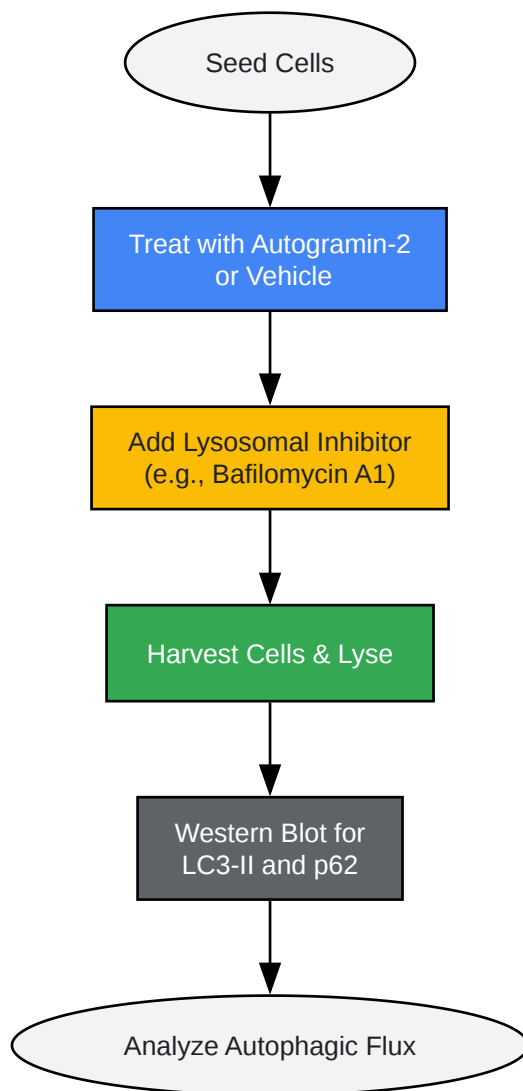 Seed Cells
Treat with Autogramin-2
or Vehicle
Add Lysosomal Inhibitor
(e.g., Bafilomycin A1)
Harvest Cells & Lyse
Western Blot for
LC3-II and p62
Analyze Autophagic Flux